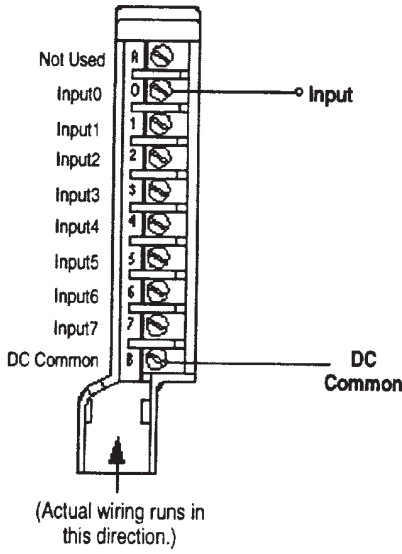 Not Used A
Input0 0 Input
Input1 1
Input2 2
Input3 3
Input4 4
Input5 5
Input6 6
Input7 7
DC Common B DC
Common
(Actual wiring runs in
this direction.)